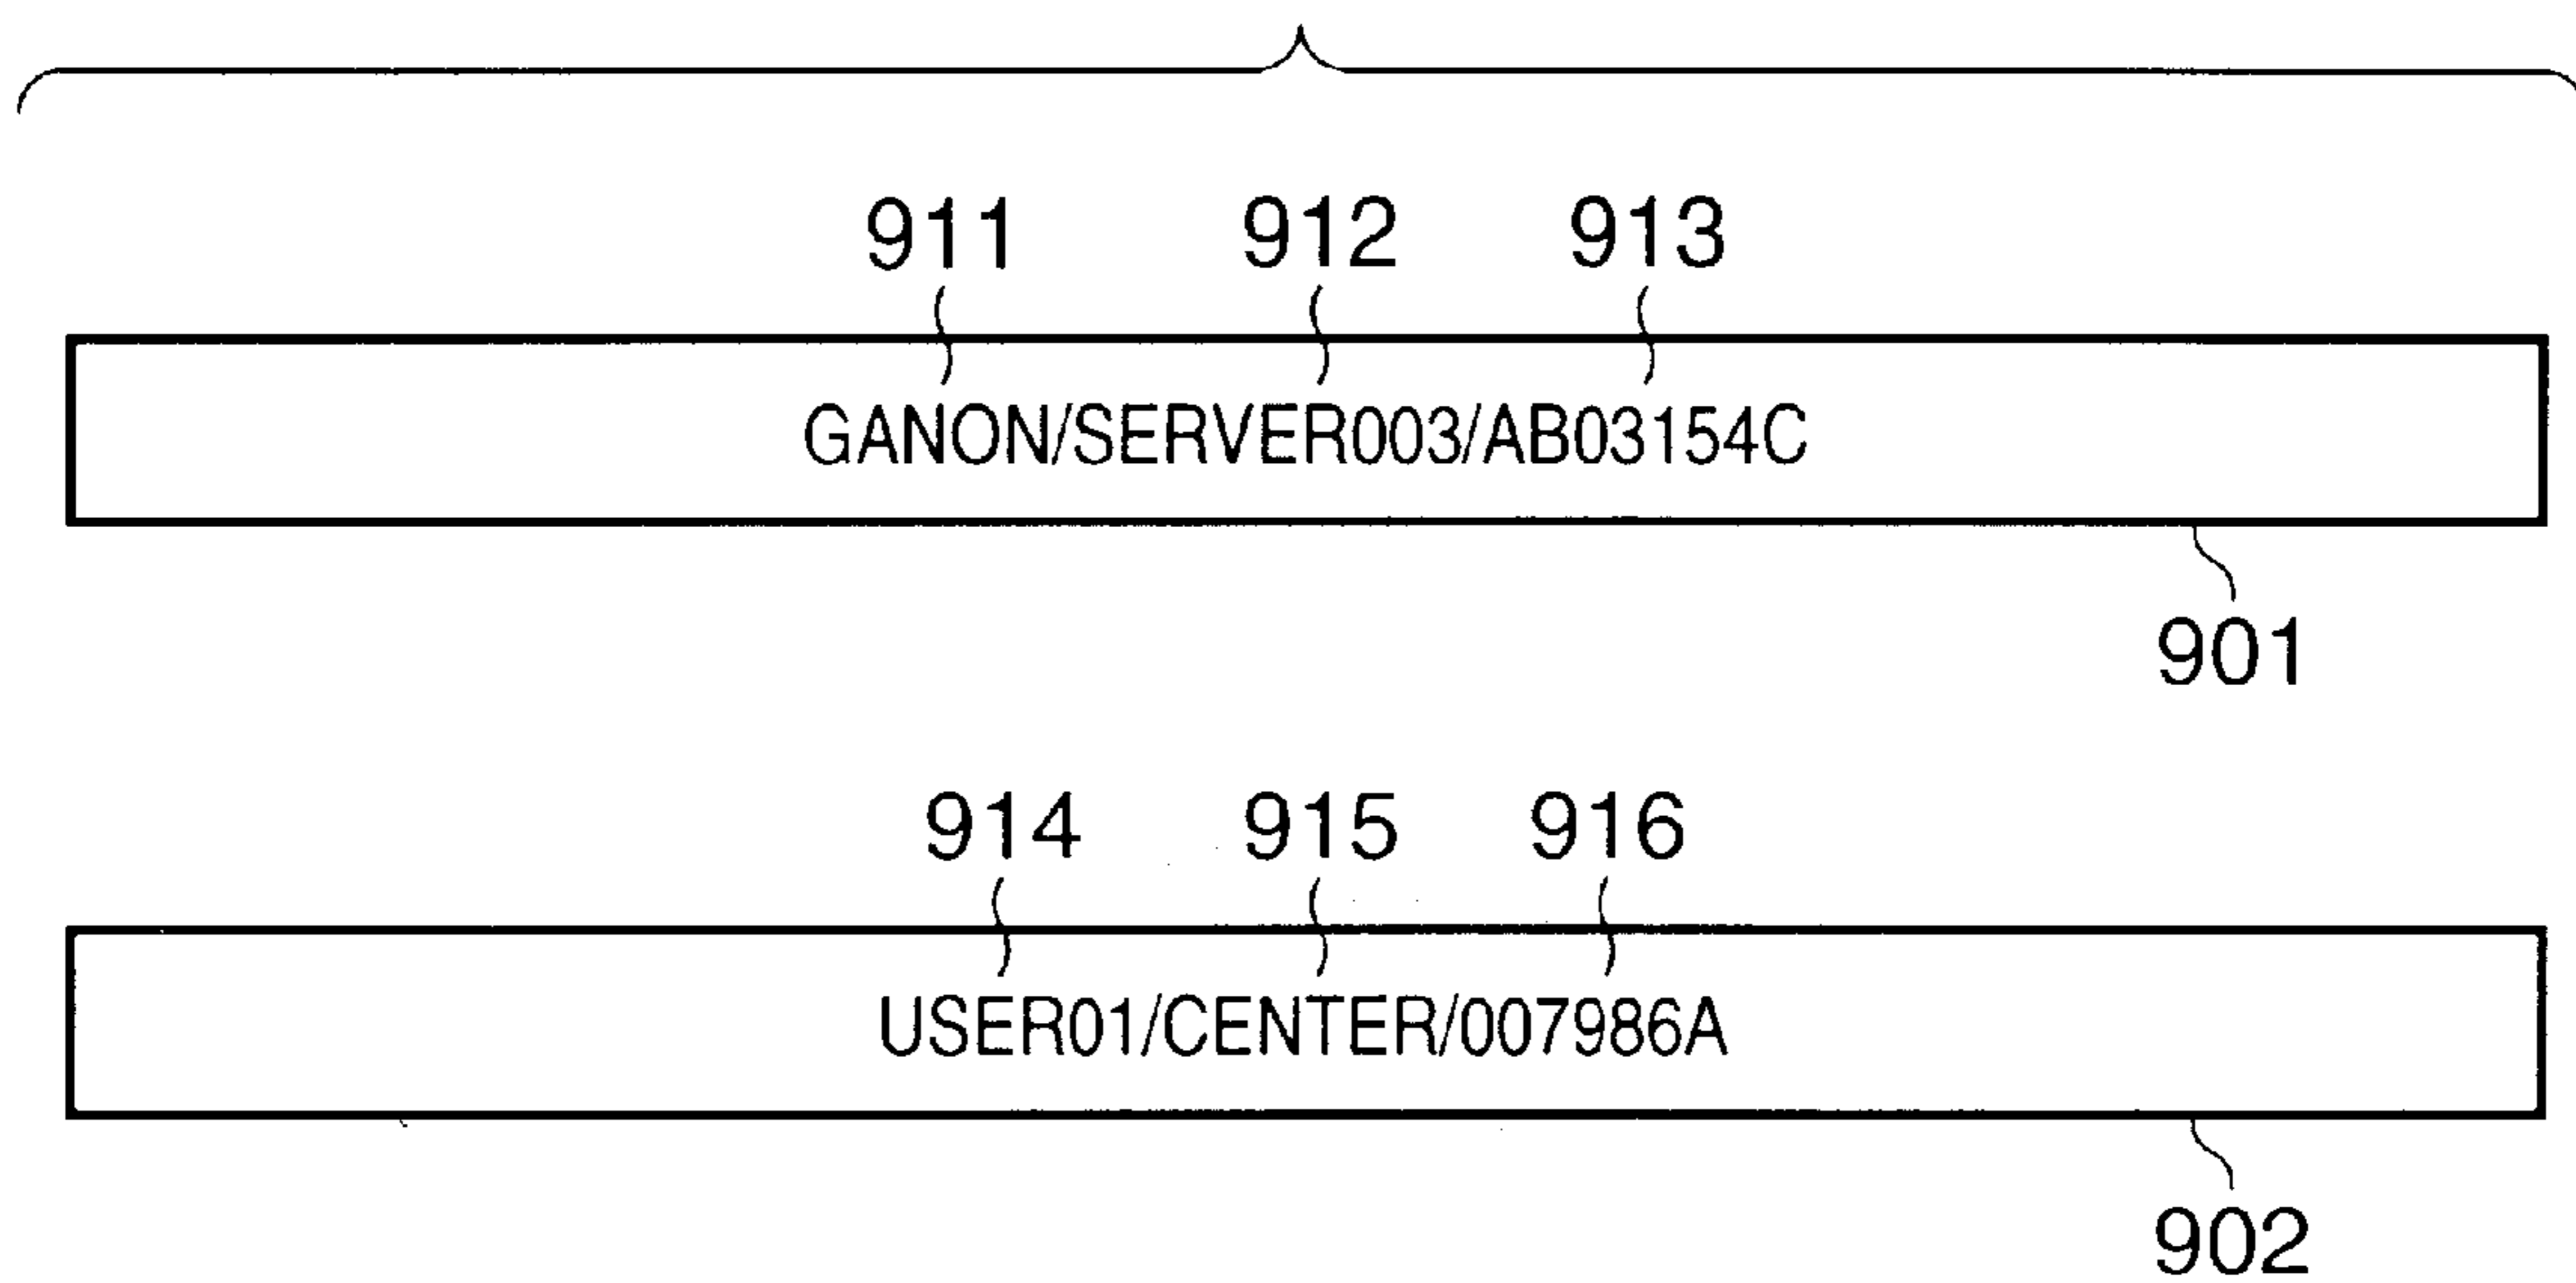 911 912 913
GANON/SERVER003/AB03154C
901
914 915 916
USER01/CENTER/007986A
902